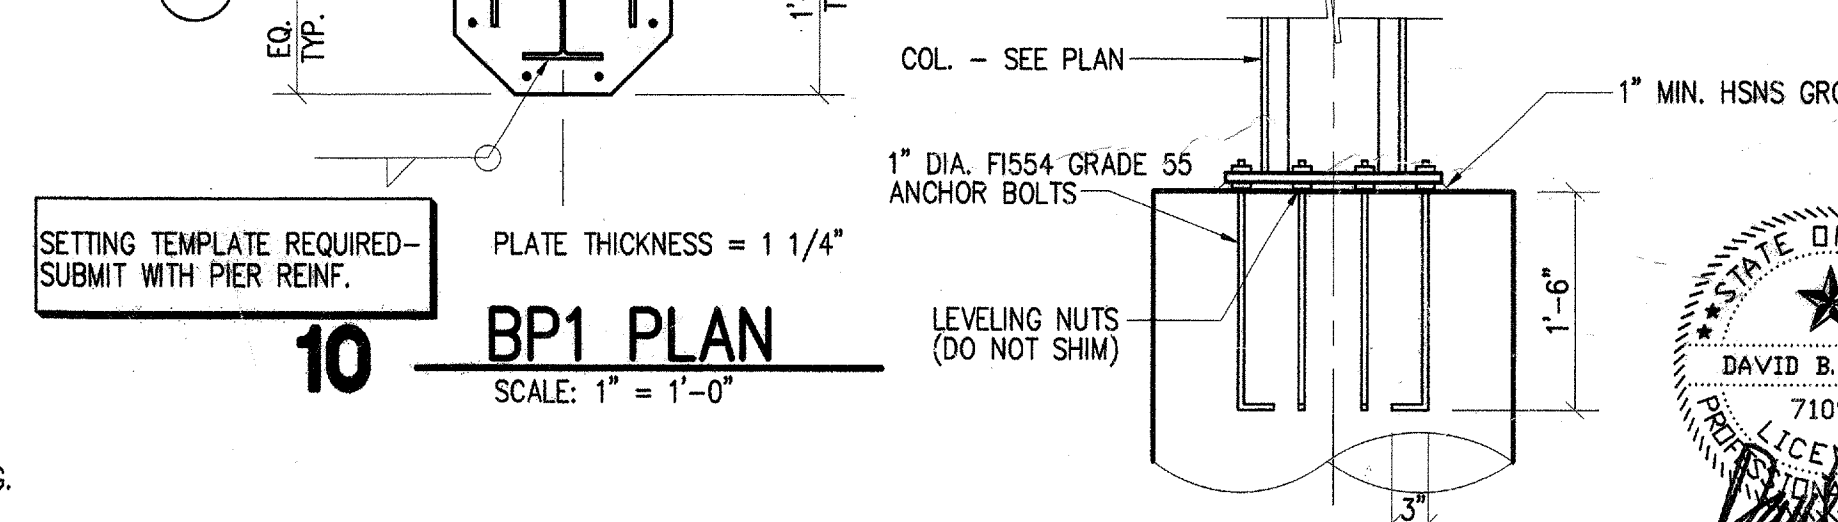 EQ.
TYP.
1'-
COL. - SEE PLAN
1" MIN. HSNS
1" DIA. F1554 GRADE 55
ANCHOR BOLTS
SETTING TEMPLATE REQUIRED-
SUBMIT WITH PIER REINF.
PLATE THICKNESS = 1 1/4"
LEVELING NUTS
(DO NOT SHIM)
1'-6"
10
BP1 PLAN
SCALE: 1" = 1'-0"
3"
STATE
DAVID B.
710